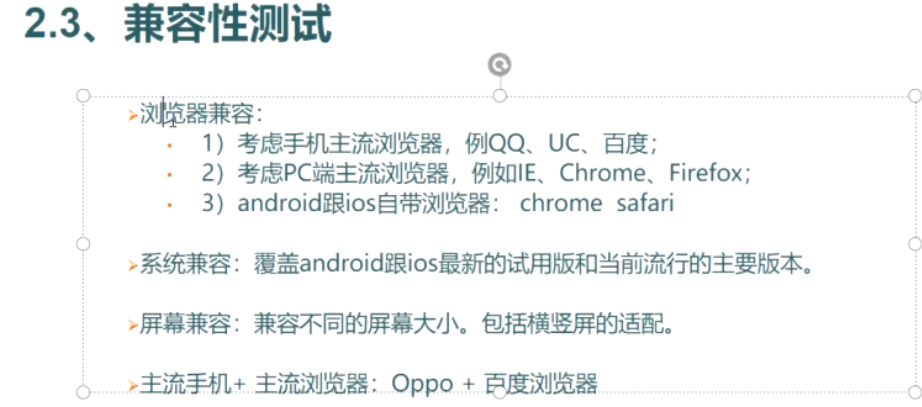 2.3、兼容性测试
➢浏览器兼容：
• 1）考虑手机主流浏览器，例QQ、UC、百度；
• 2）考虑PC端主流浏览器，例如IE、Chrome、Firefox；
• 3）android跟ios自带浏览器： chrome safari
➢系统兼容：覆盖android跟ios最新的试用版和当前流行的主要版本。
➢屏幕兼容：兼容不同的屏幕大小。包括横竖屏的适配。
➢主流手机+ 主流浏览器：Oppo + 百度浏览器